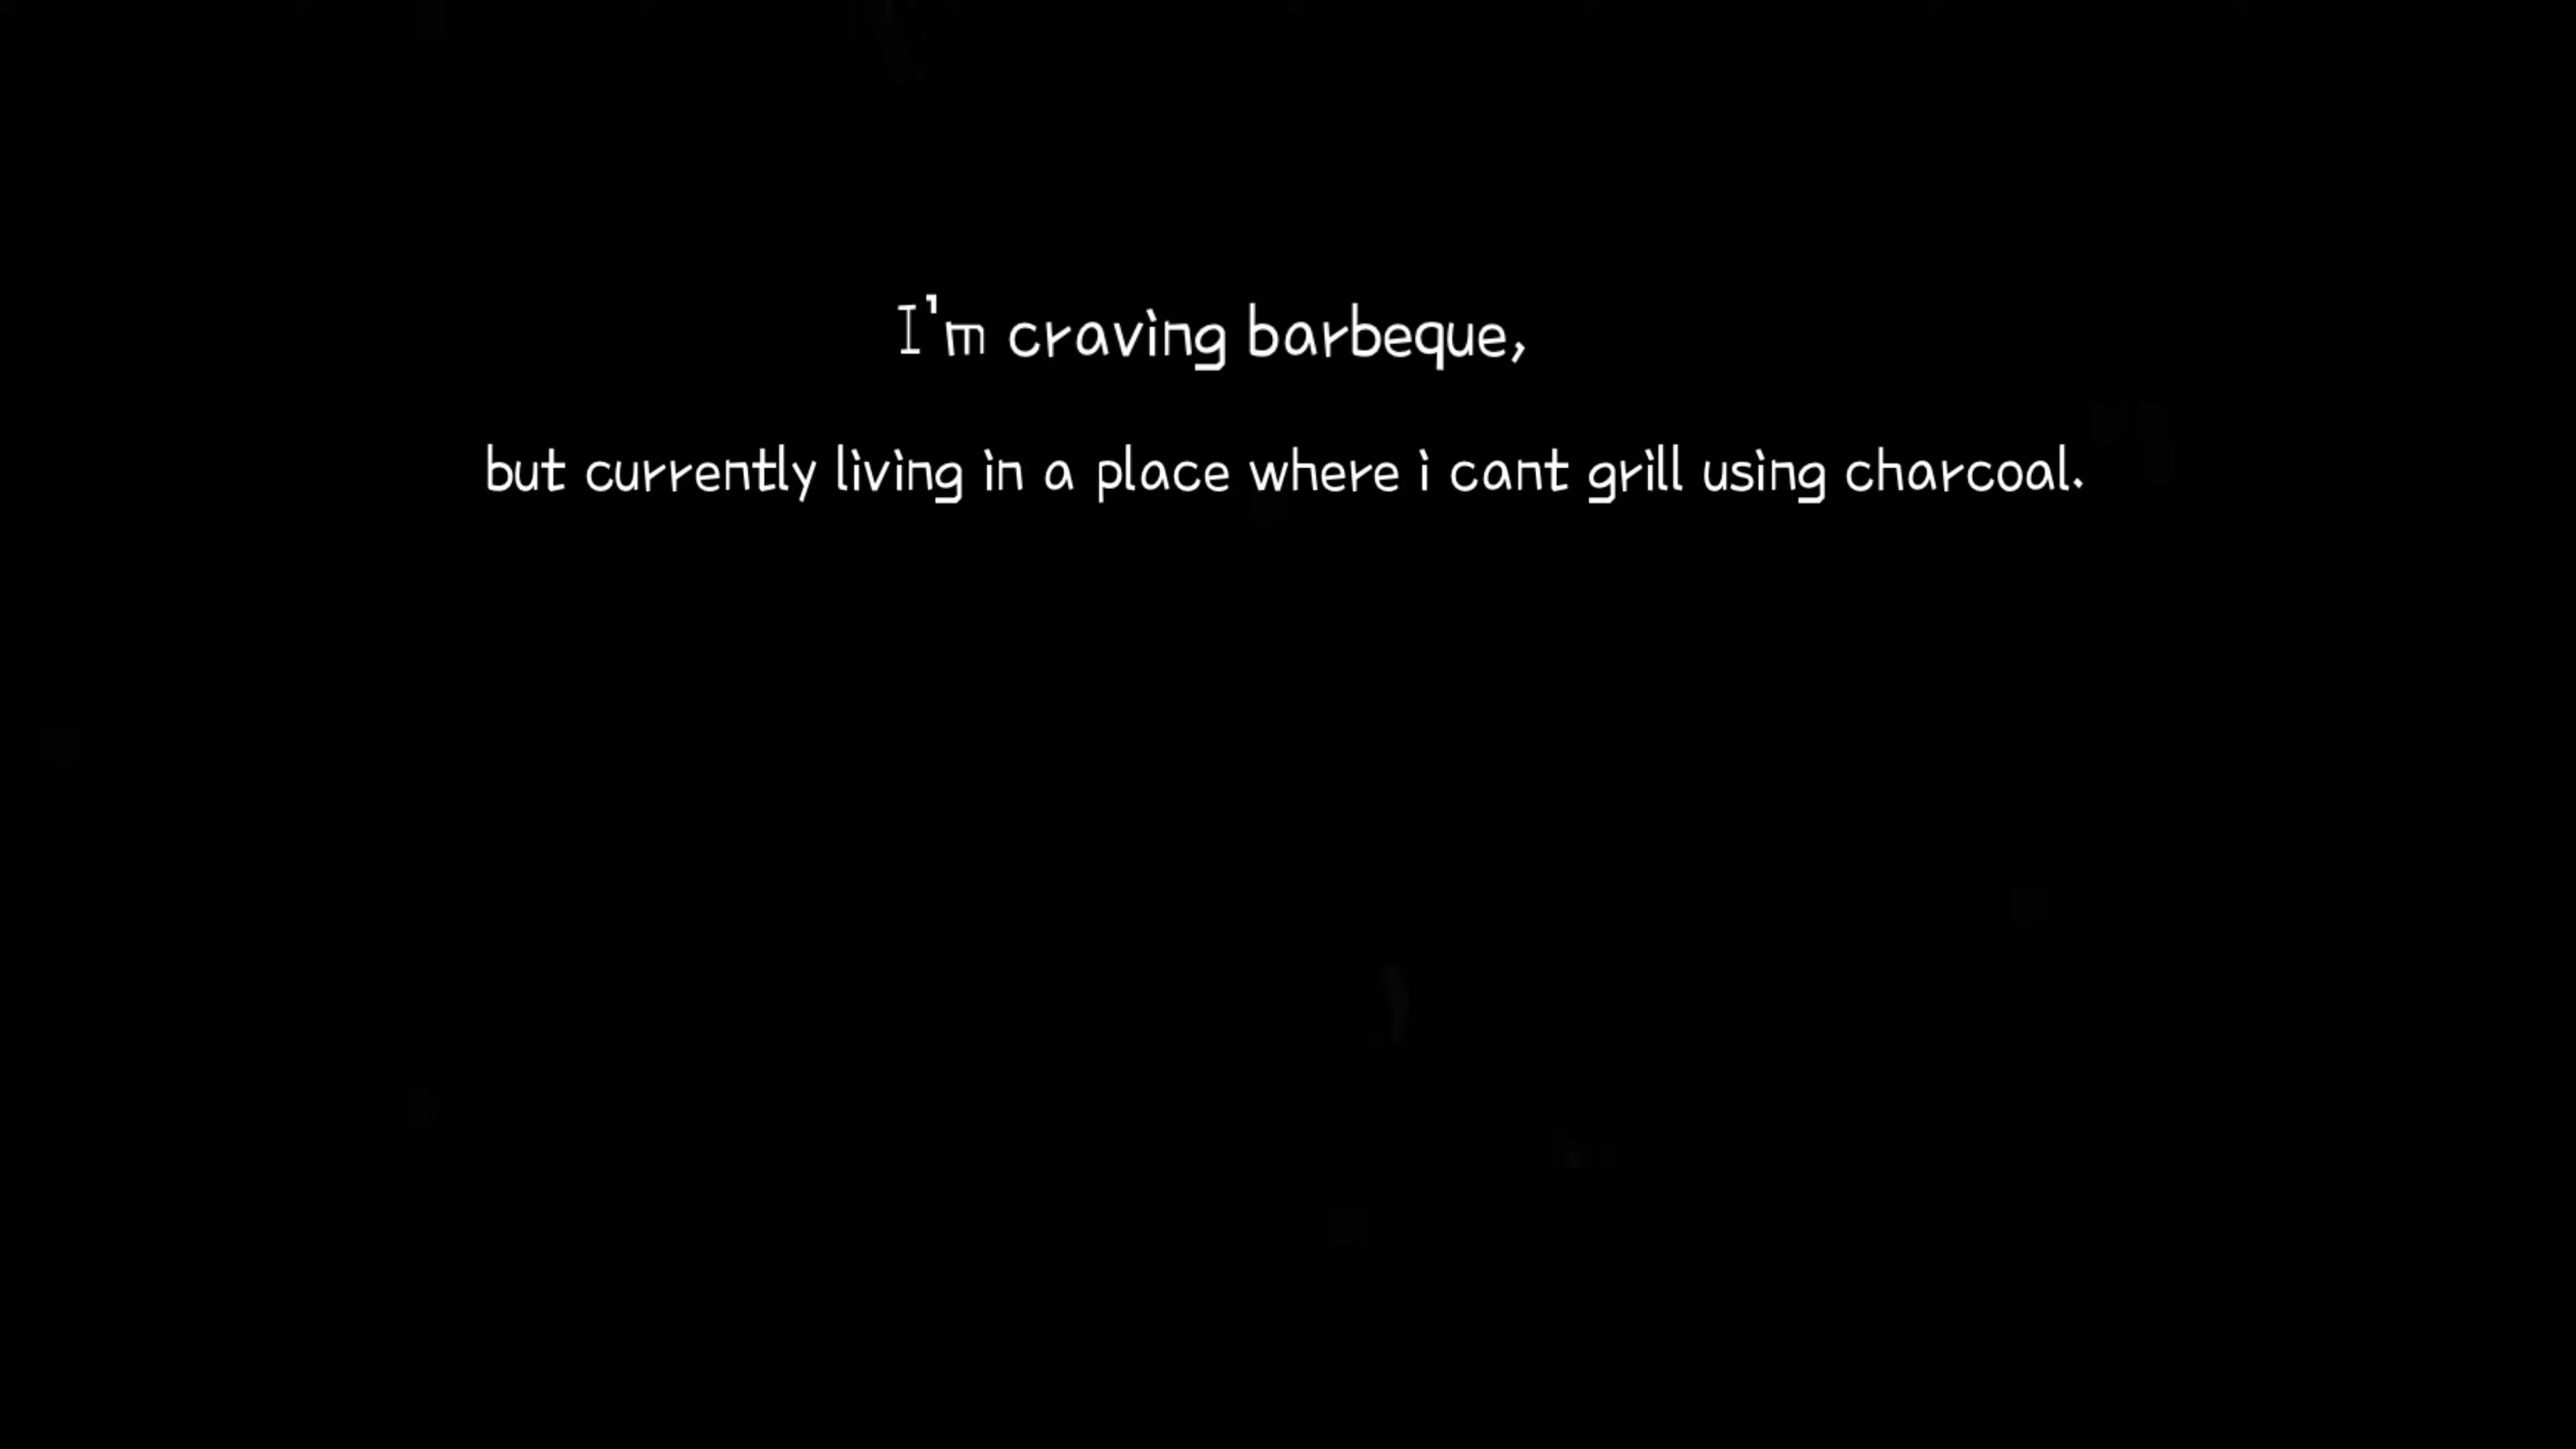 I'm craving barbeque,
but currently living in a place where i cant grill using charcoal.